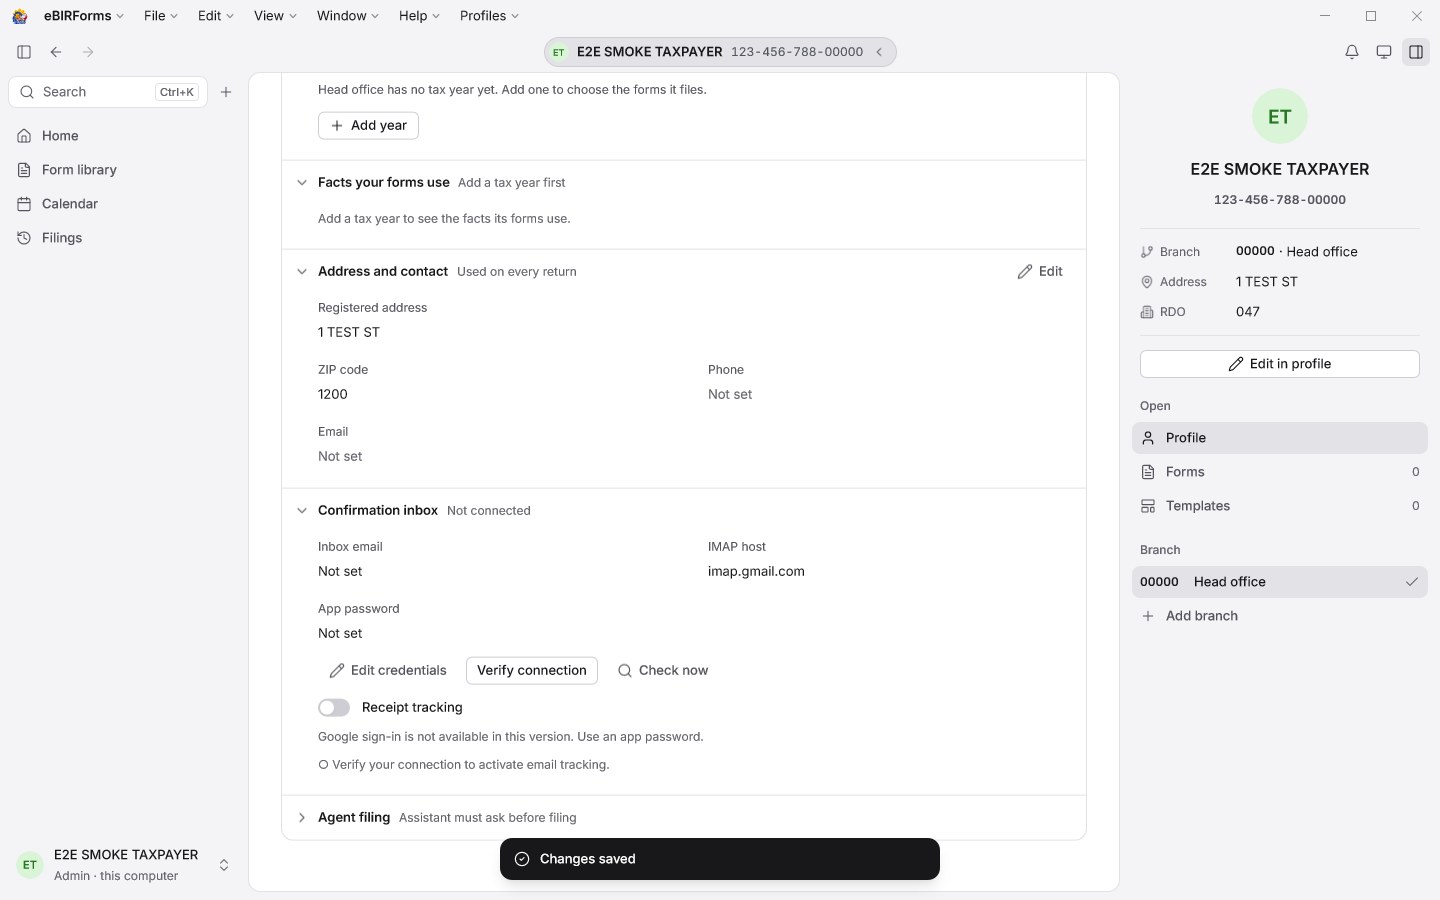 eBIRForms File Edit View Window Help Profiles
ET E2E SMOKE TAXPAYER 123-456-788-00000
Search Ctrl+K
Home
Form library
Calendar
Filings
ET E2E SMOKE TAXPAYER
Admin · this computer
Head office has no tax year yet. Add one to choose the forms it files.
Add year
Facts your forms use Add a tax year first
Add a tax year to see the facts its forms use.
Address and contact Used on every return Edit
Registered address
1 TEST ST
ZIP code Phone
1200 Not set
Email
Not set
Confirmation inbox Not connected
Inbox email IMAP host
Not set imap.gmail.com
App password
Not set
Edit credentials Verify connection Check now
Receipt tracking
Google sign-in is not available in this version. Use an app password.
Verify your connection to activate email tracking.
Agent filing Assistant must ask before filing
Changes saved
ET
E2E SMOKE TAXPAYER
123-456-788-00000
Branch 00000 · Head office
Address 1 TEST ST
RDO 047
Edit in profile
Open
Profile
Forms 0
Templates 0
Branch
00000 Head office
Add branch